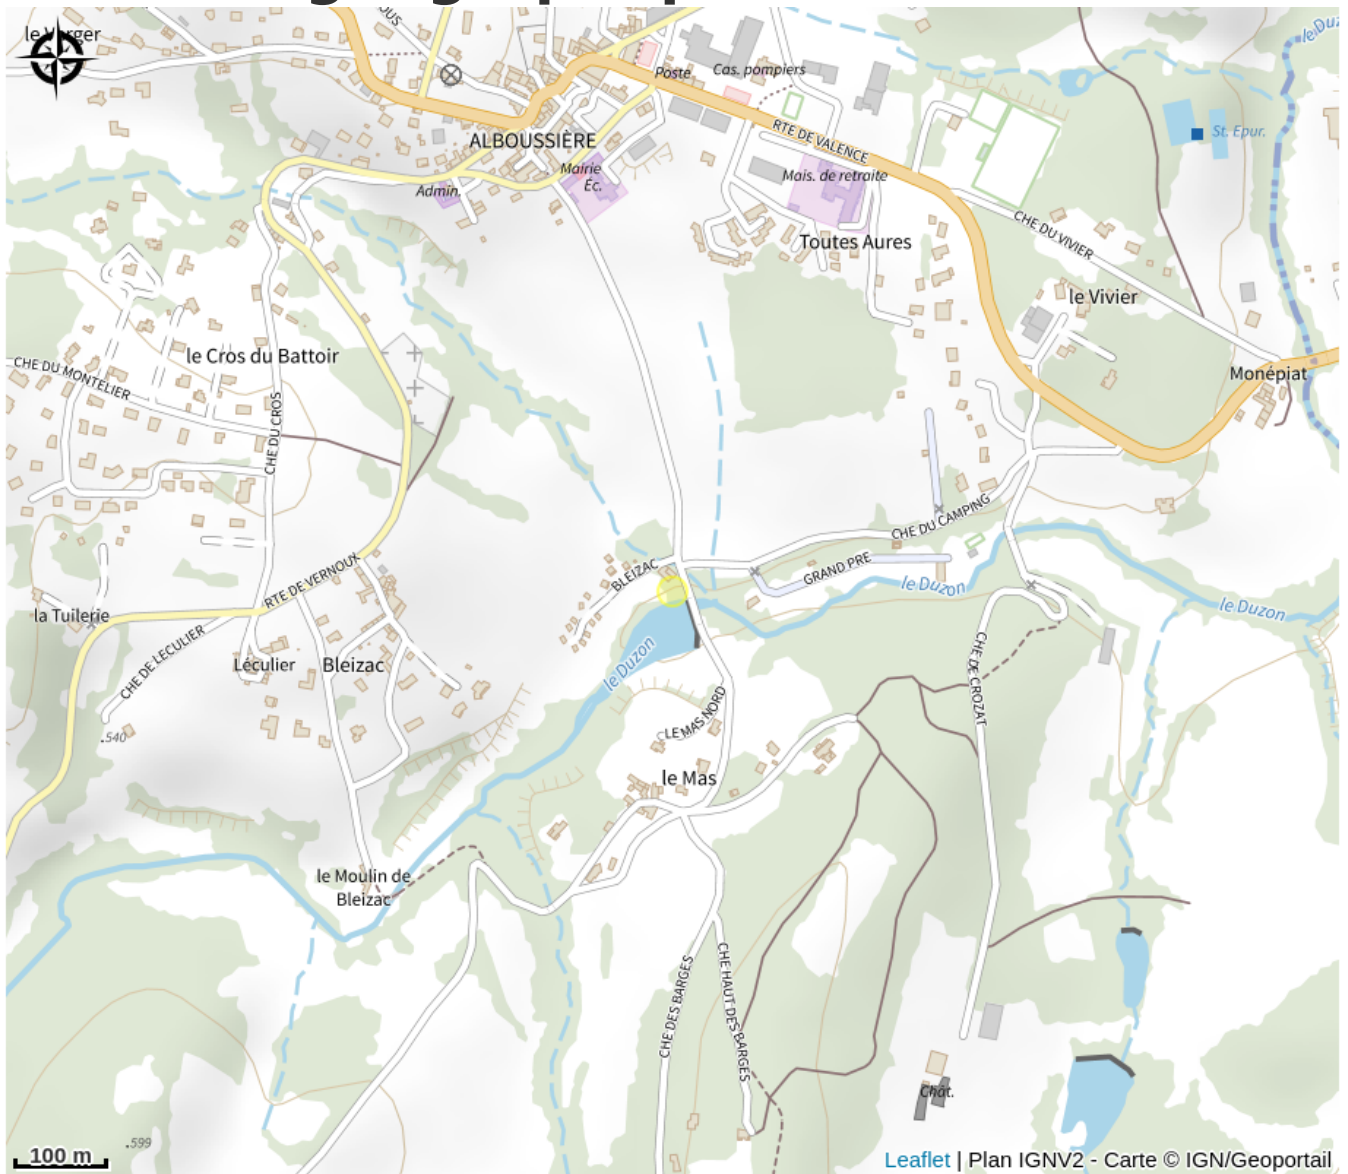 le Verger
OUS
Poste
Cas. pompiers
le Duz
St. Epur.
RTE DE VALENCE
ALBOUSSIÈRE
Mairie
Éc.
Admin.
Mais. de retraite
Toutes Aures
CHE DU VIVIER
le Vivier
le Cros du Battoir
CHE DU MONTELIER
Monépiat
CHE DU CROS
CHE DU CAMPING
RTE DE VERNOUX
BLEIZAC
GRAND PRE
le Duzon
le Duzon
la Tuilerie
CHE DE LECULIER
Léculier
Bleizac
le Duzon
CHE DE CROZAT
LE MAS NORD
.540
le Mas
le Moulin de
Bleizac
CHE DES BARGES
CHE HAUT DES BARGES
Chât.
.599
100 m
Leaflet | Plan IGNV2 - Carte © IGN/Geoportail